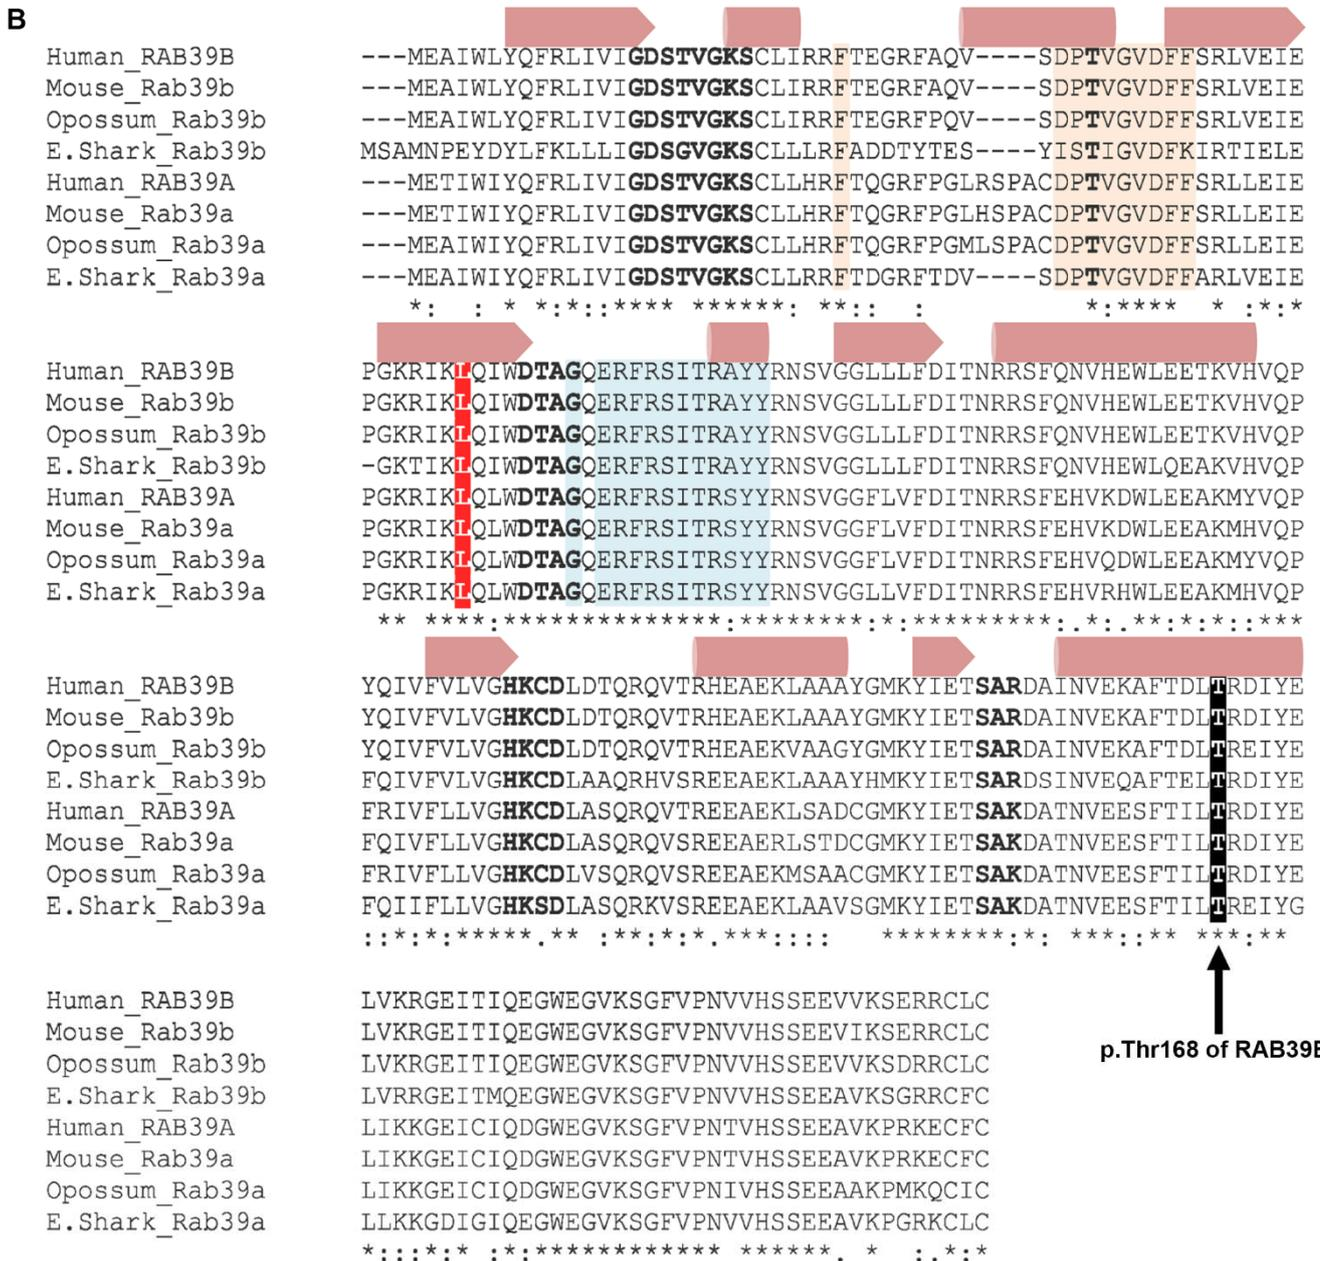 B
Human_RAB39B ---MEAIWLYQFRLIVIGDSTVGKSCLIRRFTEGRFAQV----SDPTVGVDFFSRLVEIE
Mouse_Rab39b ---MEAIWLYQFRLIVIGDSTVGKSCLIRRFTEGRFAQV----SDPTVGVDFFSRLVEIE
Opossum_Rab39b ---MEAIWLYQFRLIVIGDSTVGKSCLIRRFTEGRFPQV----SDPTVGVDFFSRLVEIE
E.Shark_Rab39b MSAMNPEYDYLFKLLLIGDSGVGKSCLLLRFADDTYTES----YISTIGVDFKIRTIELE
Human_RAB39A ---METIWIYQFRLIVIGDSTVGKSCLLHRFTQGRFPGLRSPACDPTVGVDFFSRLLEIE
Mouse_Rab39a ---METIWIYQFRLIVIGDSTVGKSCLLHRFTQGRFPGLHSPACDPTVGVDFFSRLLEIE
Opossum_Rab39a ---MEAIWIYQFRLIVIGDSTVGKSCLLHRFTQGRFPGMLSPACDPTVGVDFFSRLLEIE
E.Shark_Rab39a ---MEAIWIYQFRLIVIGDSTVGKSCLLRRFTDGRFTDV----SDPTVGVDFFARLVEIE
*:  : * *:*::**** ******: **::  :          *:**** * :*:*
Human_RAB39B PGKRIKLQIWDTAGQERFRSITRAYYRNSVGGLLLFDITNRRSFQNVHEWLEETKVHVQP
Mouse_Rab39b PGKRIKLQIWDTAGQERFRSITRAYYRNSVGGLLLFDITNRRSFQNVHEWLEETKVHVQP
Opossum_Rab39b PGKRIKLQIWDTAGQERFRSITRAYYRNSVGGLLLFDITNRRSFQNVHEWLEETKVHVQP
E.Shark_Rab39b -GKTIKLQIWDTAGQERFRSITRAYYRNSVGGLLLFDITNRRSFQNVHEWLQEAKVHVQP
Human_RAB39A PGKRIKLQLWDTAGQERFRSITRSYYRNSVGGFLVFDITNRRSFEHVKDWLEEAKMYVQP
Mouse_Rab39a PGKRIKLQLWDTAGQERFRSITRSYYRNSVGGFLVFDITNRRSFEHVKDWLEEAKMHVQP
Opossum_Rab39a PGKRIKLQLWDTAGQERFRSITRSYYRNSVGGFLVFDITNRRSFEHVQDWLEEAKMYVQP
E.Shark_Rab39a PGKRIKLQLWDTAGQERFRSITRSYYRNSVGGLLVFDITNRRSFEHVRHWLEEAKMHVQP
** ****:**************:********:*:*********:.:*.:**:*:*::***
Human_RAB39B YQIVFVLVGHKCDLDTQRQVTRHEAEKLAAAYGMKYIETSARDAINVEKAFTDLTRDIYE
Mouse_Rab39b YQIVFVLVGHKCDLDTQRQVTRHEAEKLAAAYGMKYIETSARDAINVEKAFTDLTRDIYE
Opossum_Rab39b YQIVFVLVGHKCDLDTQRQVTRHEAEKVAAGYGMKYIETSARDAINVEKAFTDLTREIYE
E.Shark_Rab39b FQIVFVLVGHKCDLAAQRHVSREEAEKLAAAYHMKYIETSARDSINVEQAFTELTRDIYE
Human_RAB39A FRIVFLLVGHKCDLASQRQVTREEAEKLSADCGMKYIETSAKDATNVEESFTILTRDIYE
Mouse_Rab39a FQIVFLLVGHKCDLASQRQVSREEAERLSTDCGMKYIETSAKDATNVEESFTILTRDIYE
Opossum_Rab39a FRIVFLLVGHKCDLVSQRQVSREEAEKMSAACGMKYIETSAKDATNVEESFTILTRDIYE
E.Shark_Rab39a FQIIFLLVGHKSDLASQRKVSREEAEKLAAVSGMKYIETSAKDATNVEESFTILTREIYG
::*:*:*****.** :**:*:*.***::::   ********:*: ***::** ***:**
Human_RAB39B LVKRGEITIQEGWEGVKSGFVPNVVHSSEEVVKSERRCLC
Mouse_Rab39b LVKRGEITIQEGWEGVKSGFVPNVVHSSEEVIKSERRCLC
Opossum_Rab39b LVKRGEITIQEGWEGVKSGFVPNVVHSSEEVVKSDRRCLC
E.Shark_Rab39b LVRRGEITMQEGWEGVKSGFVPNVVHSSEEAVKSGRRCFC
Human_RAB39A LIKKGEICIQDGWEGVKSGFVPNTVHSSEEAVKPRKECFC
Mouse_Rab39a LIKKGEICIQDGWEGVKSGFVPNTVHSSEEAVKPRKECFC
Opossum_Rab39a LIKKGEICIQDGWEGVKSGFVPNIVHSSEEAAKPMKQCIC
E.Shark_Rab39a LLKKGDIGIQEGWEGVKSGFVPNVVHSSEEAVKPGRKCLC
*:::*:* :*:************ ******. *  :.*:*
p.Thr168 of RAB39B